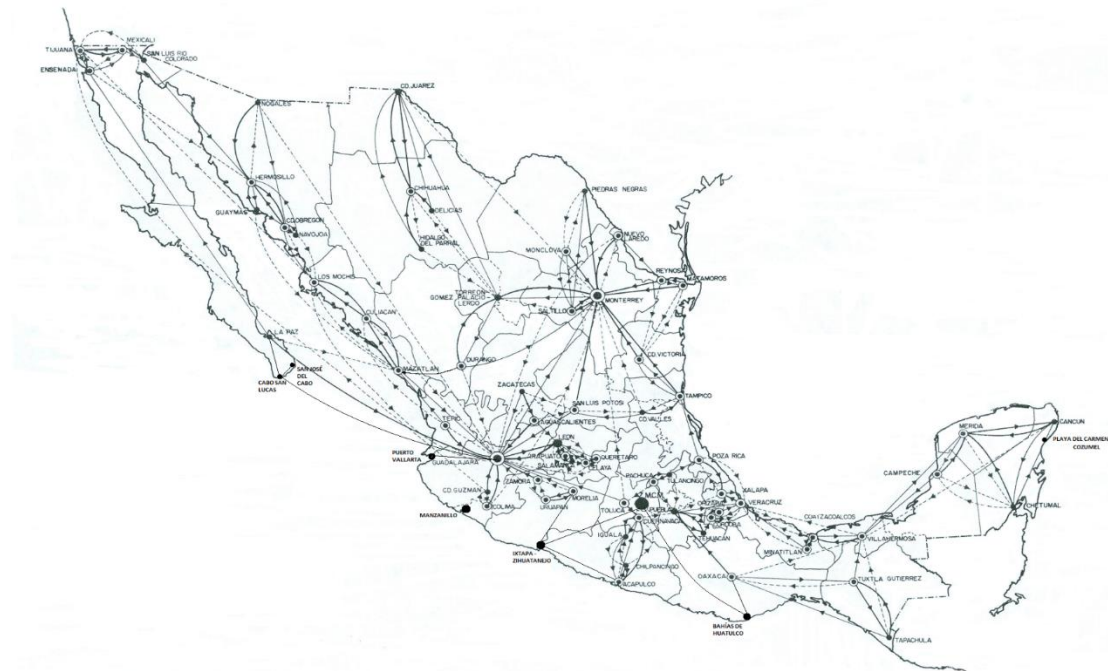 MEXICALI
TIJUANA
SAN LUIS RIO
COLORADO
ENSENADA
NOGALES
CD. JUAREZ
HERMOSILLO
CHIHUAHUA
DELICIAS
GUAYMAS
CD. OBREGON
NAVOJOA
HIDALGO
DEL PARRAL
PIEDRAS NEGRAS
NUEVO
LAREDO
MONCLOVA
REYNOSA
MATAMOROS
LOS MOCHIS
TORREON
GOMEZ PALACIO
LERDO
MONTERREY
SALTILLO
CULIACAN
LA PAZ
SAN JOSÉ
DEL
CABO
CABO SAN
LUCAS
MAZATLAN
DURANGO
CD. VICTORIA
ZACATECAS
SAN LUIS POTOSI
TAMPICO
CD. VALLES
AGUASCALIENTES
TEPIC
LEON
PUERTO
VALLARTA
GUADALAJARA
IRAPUATO
QUERETARO
SALAMANCA
CELAYA
POZA RICA
MERIDA
CANCUN
PLAYA DEL CARMEN
COZUMEL
CAMPECHE
CHETUMAL
ZAMORA
PACHUCA
TULANCINGO
XALAPA
VERACRUZ
CD. GUZMAN
COLIMA
MORELIA
URUAPAN
TOLUCA
PUEBLA
CUERNAVACA
ORIZABA
CORDOBA
TEHUACAN
MANZANILLO
COATZACOALCOS
VILLAHERMOSA
MINATITLAN
IXTAPA -
ZIHUATANEJO
IGUALA
CHILPANCINGO
ACAPULCO
OAXACA
TUXTLA GUTIERREZ
BAHÍAS DE
HUATULCO
TAPACHULA